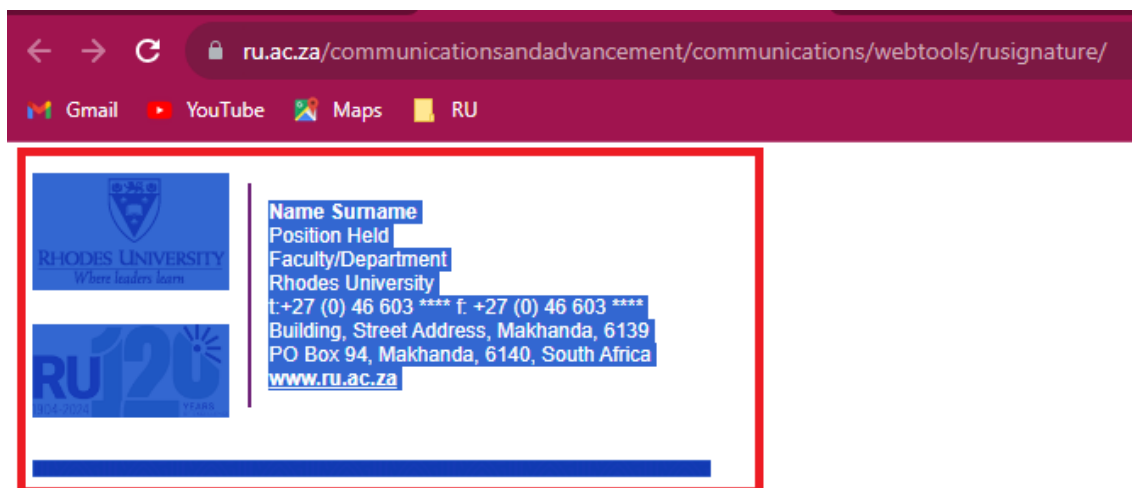 ru.ac.za/communicationsandadvancement/communications/webtools/rusignature/
Gmail YouTube Maps RU
RHODES UNIVERSITY
Where leaders learn
RU120
1904-2024 YEARS
Name Surname
Position Held
Faculty/Department
Rhodes University
t:+27 (0) 46 603 **** f: +27 (0) 46 603 ****
Building, Street Address, Makhanda, 6139
PO Box 94, Makhanda, 6140, South Africa
www.ru.ac.za